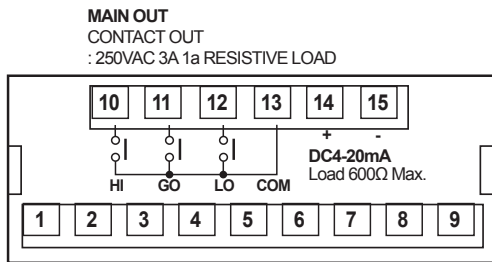 MAIN OUT
CONTACT OUT
: 250VAC 3A 1a RESISTIVE LOAD
10 11 12 13 14 15
+ -
HI GO LO COM
DC4-20mA
Load 600Ω Max.
1 2 3 4 5 6 7 8 9